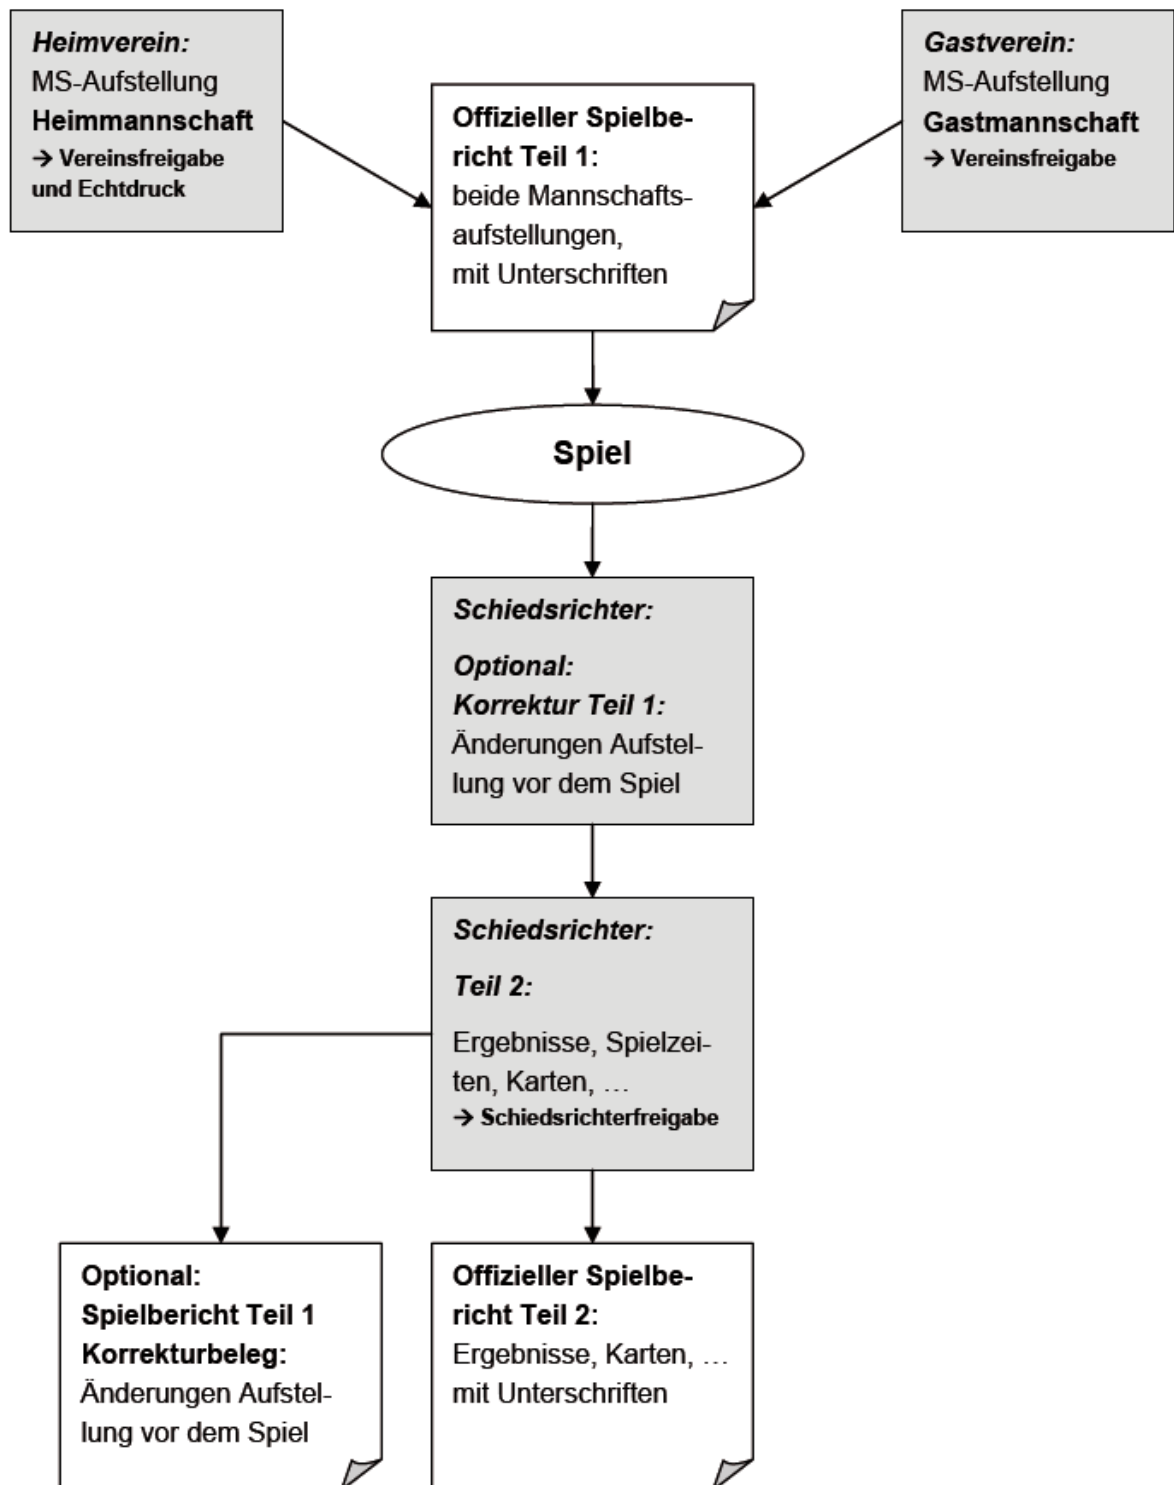 Heimverein:
MS-Aufstellung
Heimmannschaft
→ Vereinsfreigabe
und Echtdruck
Offizieller Spielbe-
richt Teil 1:
beide Mannschafts-
aufstellungen,
mit Unterschriften
Gastverein:
MS-Aufstellung
Gastmannschaft
→ Vereinsfreigabe
Spiel
Schiedsrichter:
Optional:
Korrektur Teil 1:
Änderungen Aufstel-
lung vor dem Spiel
Schiedsrichter:
Teil 2:
Ergebnisse, Spielzei-
ten, Karten, …
→ Schiedsrichterfreigabe
Optional:
Spielbericht Teil 1
Korrekturbeleg:
Änderungen Aufstel-
lung vor dem Spiel
Offizieller Spielbe-
richt Teil 2:
Ergebnisse, Karten, …
mit Unterschriften